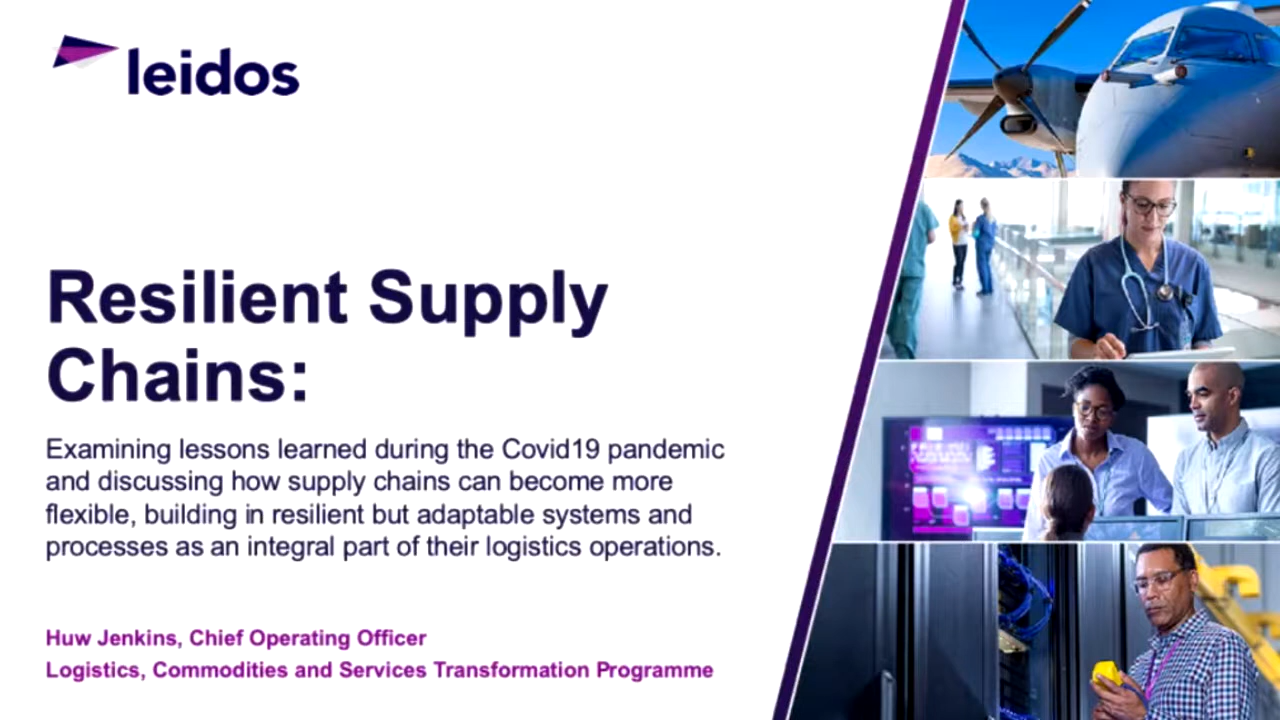 leidos
Resilient Supply
Chains:
Examining lessons learned during the Covid19 pandemic
and discussing how supply chains can become more
flexible, building in resilient but adaptable systems and
processes as an integral part of their logistics operations.
Huw Jenkins, Chief Operating Officer
Logistics, Commodities and Services Transformation Programme